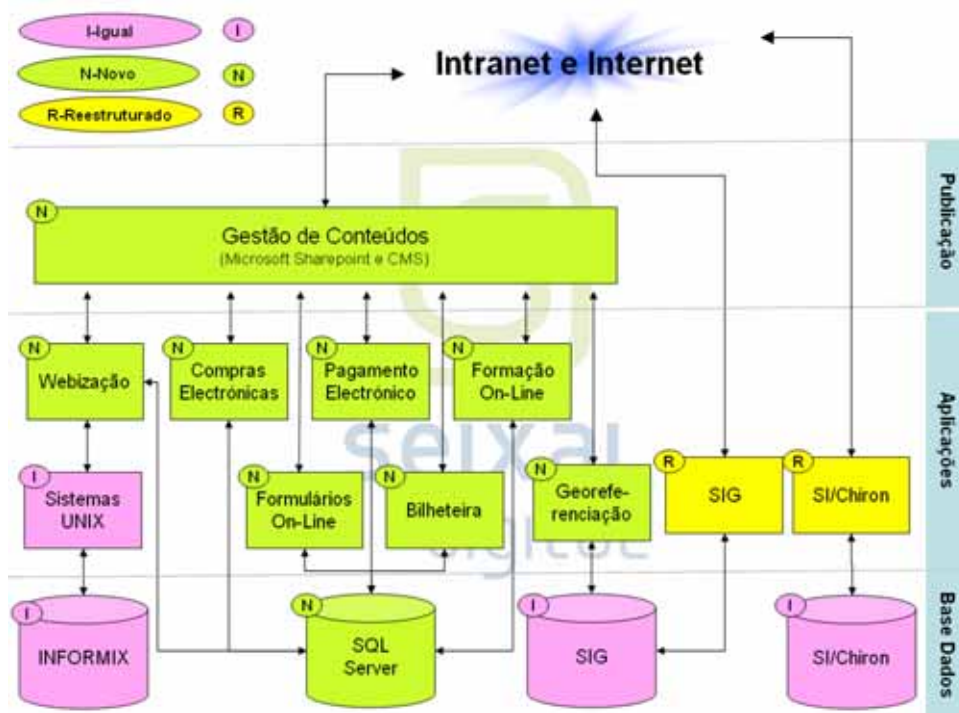 I-Igual
I
N-Novo
N
R-Reestruturado
R
Intranet e Internet
Publicação
N
Gestão de Conteúdos
(Microsoft Sharepoint e CMS)
Aplicações
N
Webização
N
Compras
Electrónicas
N
Pagamento
Electrónico
N
Formação
On-Line
seixal
digital
I
Sistemas
UNIX
N
Formulários
On-Line
N
Bilheteira
N
Georefe-
renciação
R
SIG
R
SI/Chiron
Base Dados
I
INFORMIX
N
SQL
Server
I
SIG
I
SI/Chiron